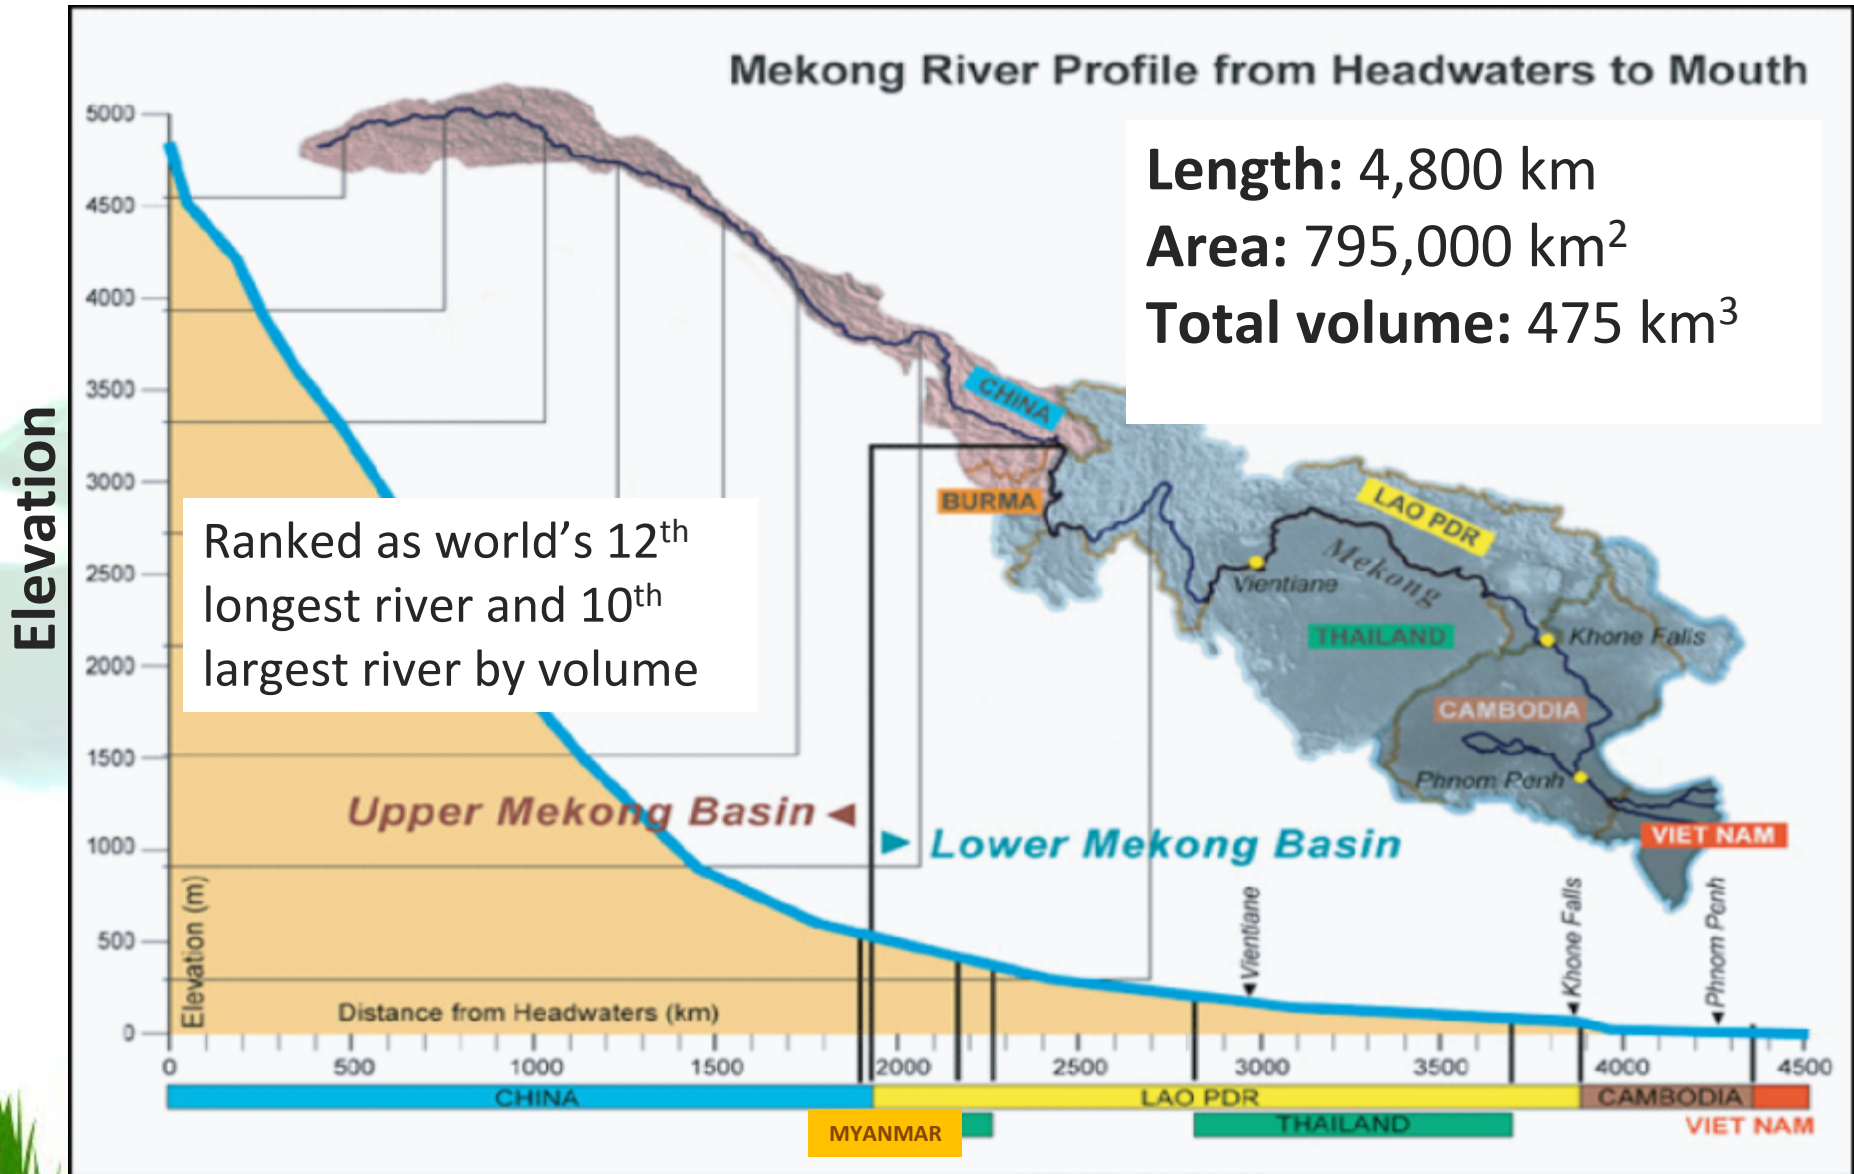 Mekong River Profile from Headwaters to Mouth
Length: 4,800 km
Area: 795,000 km²
Total volume: 475 km³
Elevation
5000
4500
4000
3500
3000
2500
2000
1500
1000
500
0
Elevation (m)
Ranked as world’s 12th
longest river and 10th
largest river by volume
CHINA
BURMA
LAO PDR
Mekong
Vientiane
THAILAND
Khone Falls
CAMBODIA
Phnom Penh
VIET NAM
Upper Mekong Basin
Lower Mekong Basin
Vientiane
Khone Falls
Phnom Penh
Distance from Headwaters (km)
0 500 1000 1500 2000 2500 3000 3500 4000 4500
CHINA LAO PDR CAMBODIA
MYANMAR THAILAND VIET NAM